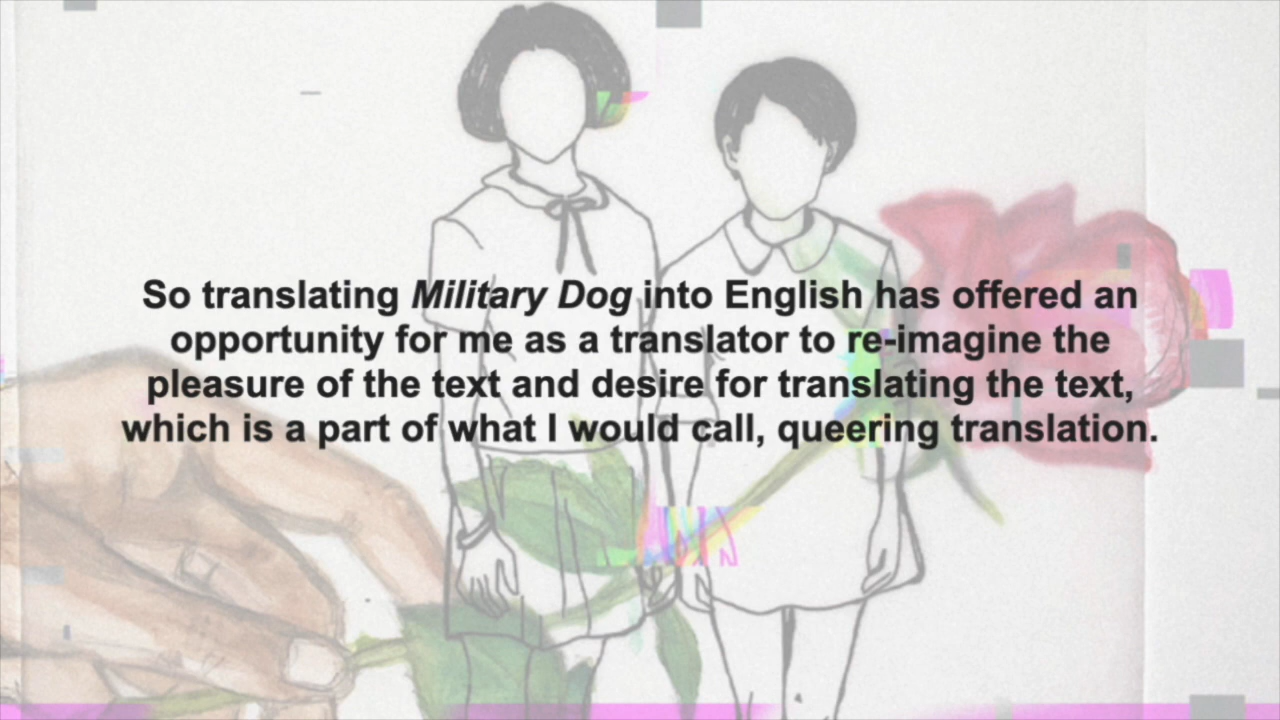 So translating Military Dog into English has offered an
opportunity for me as a translator to re-imagine the
pleasure of the text and desire for translating the text,
which is a part of what I would call, queering translation.